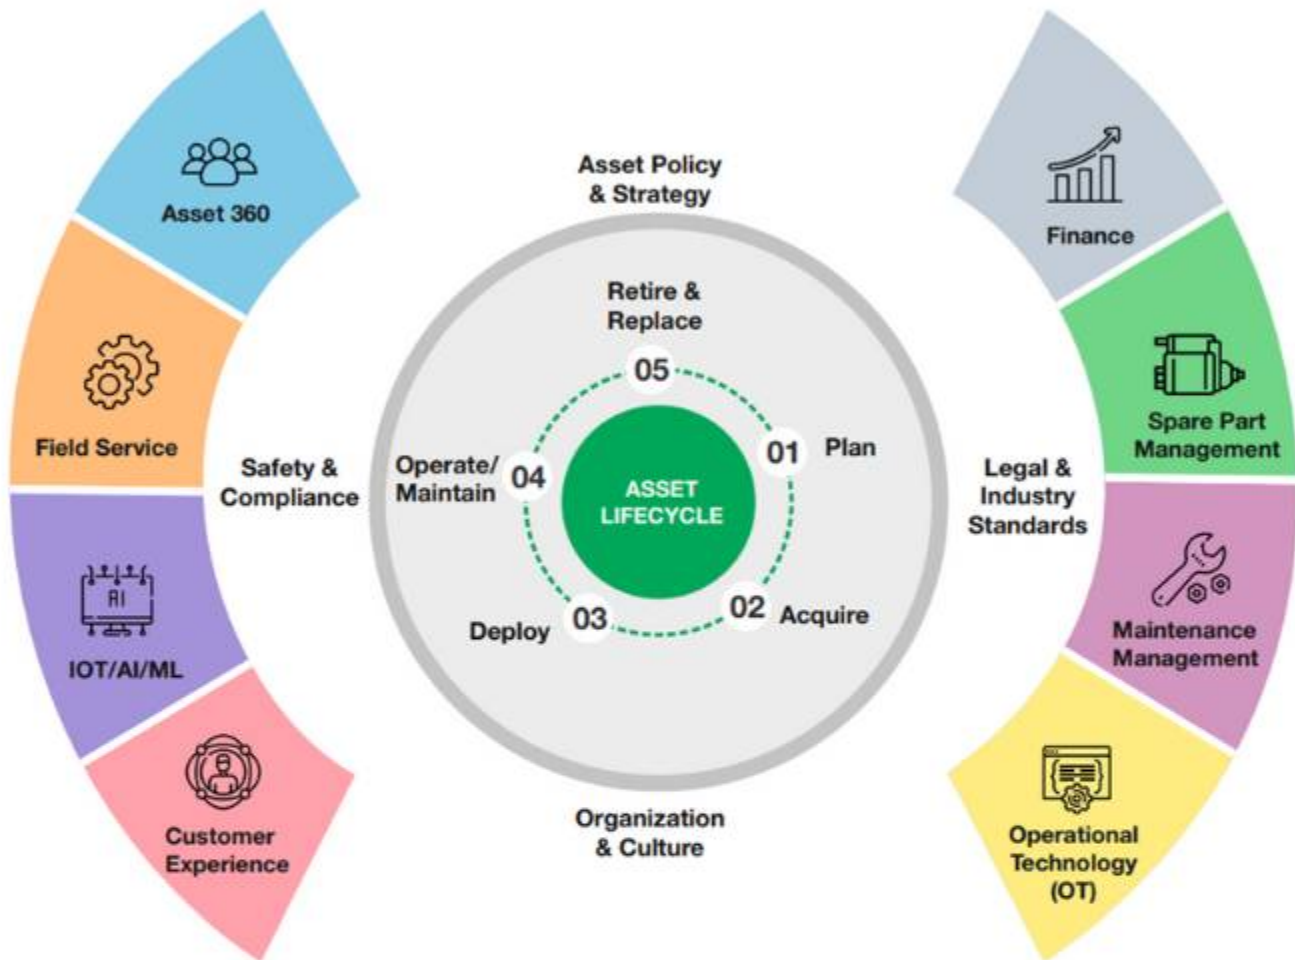 Asset 360
Field Service
RI
IOT/AI/ML
Customer
Experience
Asset Policy
& Strategy
Safety &
Compliance
Retire &
Replace
05
01
Plan
02
Acquire
03
Deploy
04
Operate/
Maintain
ASSET
LIFECYCLE
Legal &
Industry
Standards
Organization
& Culture
Finance
Spare Part
Management
Maintenance
Management
Operational
Technology
(OT)